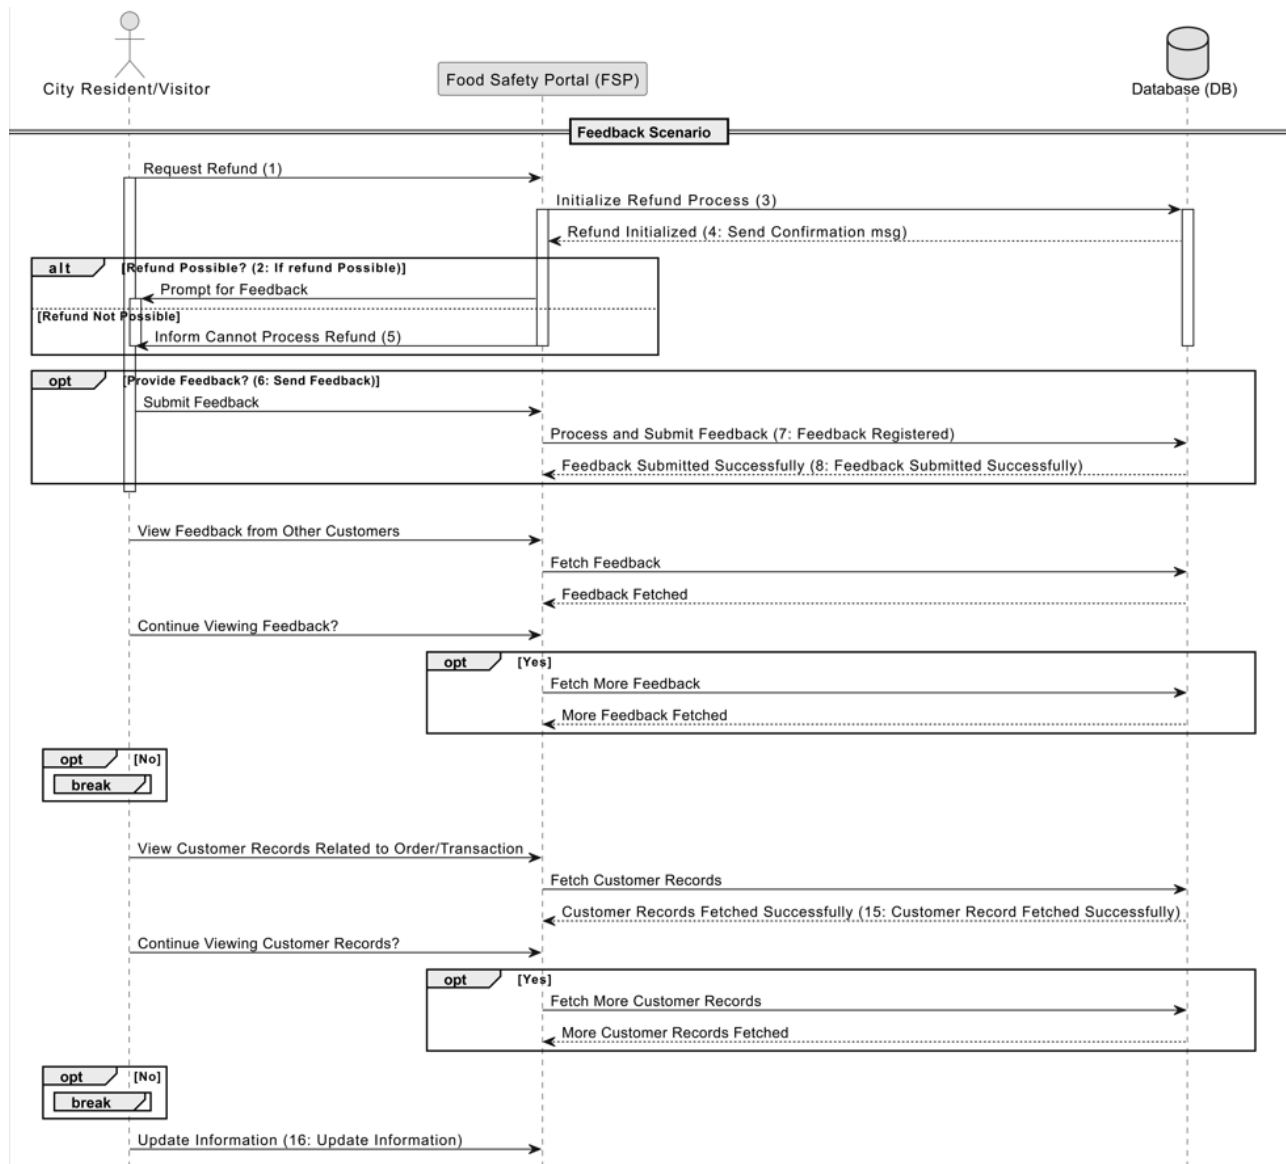 City Resident/Visitor
Food Safety Portal (FSP)
Database (DB)
Feedback Scenario
Request Refund (1)
Initialize Refund Process (3)
Refund Initialized (4: Send Confirmation msg)
alt [Refund Possible? (2: If refund Possible)]
Prompt for Feedback
[Refund Not Possible]
Inform Cannot Process Refund (5)
opt [Provide Feedback? (6: Send Feedback)]
Submit Feedback
Process and Submit Feedback (7: Feedback Registered)
Feedback Submitted Successfully (8: Feedback Submitted Successfully)
View Feedback from Other Customers
Fetch Feedback
Feedback Fetched
Continue Viewing Feedback?
opt [Yes]
Fetch More Feedback
More Feedback Fetched
opt [No]
break
View Customer Records Related to Order/Transaction
Fetch Customer Records
Customer Records Fetched Successfully (15: Customer Record Fetched Successfully)
Continue Viewing Customer Records?
opt [Yes]
Fetch More Customer Records
More Customer Records Fetched
opt [No]
break
Update Information (16: Update Information)